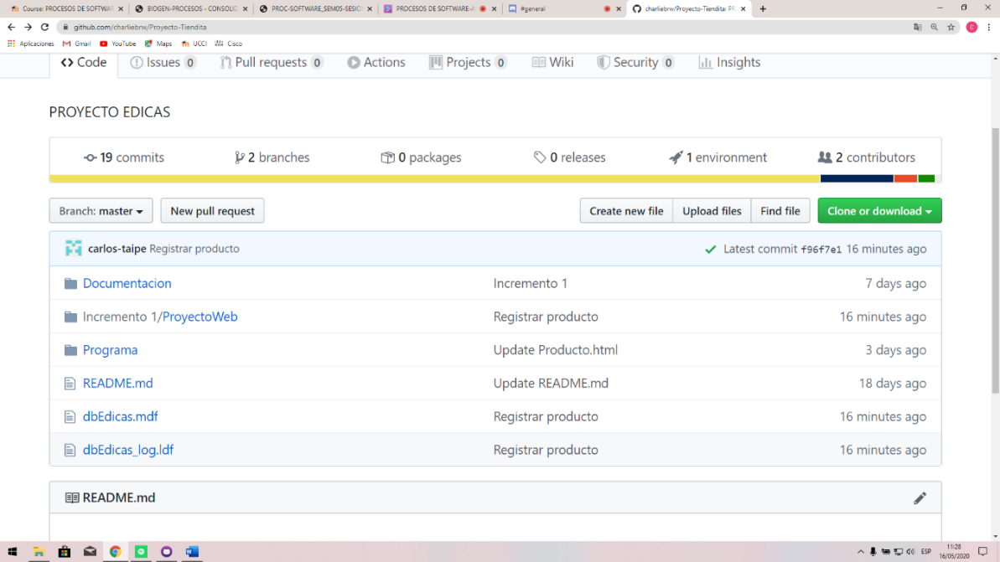 Course: PROCESOS DE SOFTWAR
BIOGEN-PROCESOS - CONSOLID
PROC-SOFTWARE_SEM05-SESION
PROCESOS DE SOFTWARE-A
#general
charliebrw/Proyecto-Tiendita: PR
github.com/charliebrw/Proyecto-Tiendita
C
Aplicaciones Gmail YouTube Maps UCCI Cisco
Code Issues 0 Pull requests 0 Actions Projects 0 Wiki Security 0 Insights
PROYECTO EDICAS
19 commits 2 branches 0 packages 0 releases 1 environment 2 contributors
Branch: master New pull request Create new file Upload files Find file Clone or download
carlos-taipe Registrar producto Latest commit f96f7e1 16 minutes ago
Documentacion Incremento 1 7 days ago
Incremento 1/ProyectoWeb Registrar producto 16 minutes ago
Programa Update Producto.html 3 days ago
README.md Update README.md 18 days ago
dbEdicas.mdf Registrar producto 16 minutes ago
dbEdicas_log.ldf Registrar producto 16 minutes ago
README.md
ESP
11:28
16/05/2020